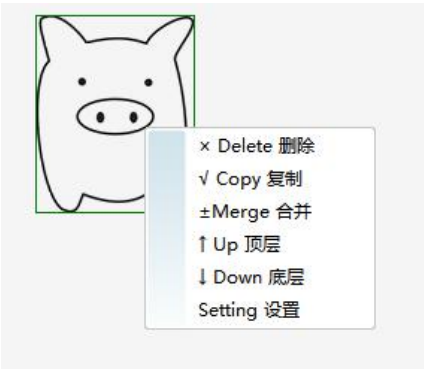 × Delete 删除
√ Copy 复制
±Merge 合并
↑ Up 顶层
↓ Down 底层
Setting 设置